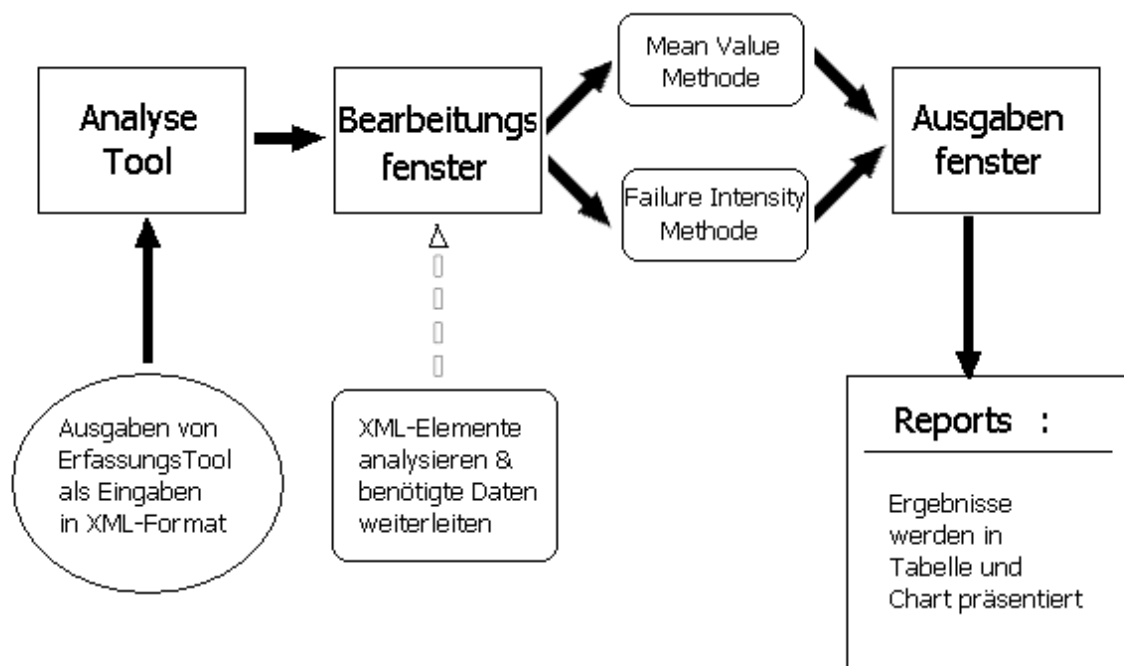 Analyse
Tool
Bearbeitungs
fenster
Mean Value
Methode
Failure Intensity
Methode
Ausgaben
fenster
Ausgaben von
ErfassungsTool
als Eingaben
in XML-Format
XML-Elemente
analysieren &
benötigte Daten
weiterleiten
Reports :
Ergebnisse
werden in
Tabelle und
Chart präsentiert